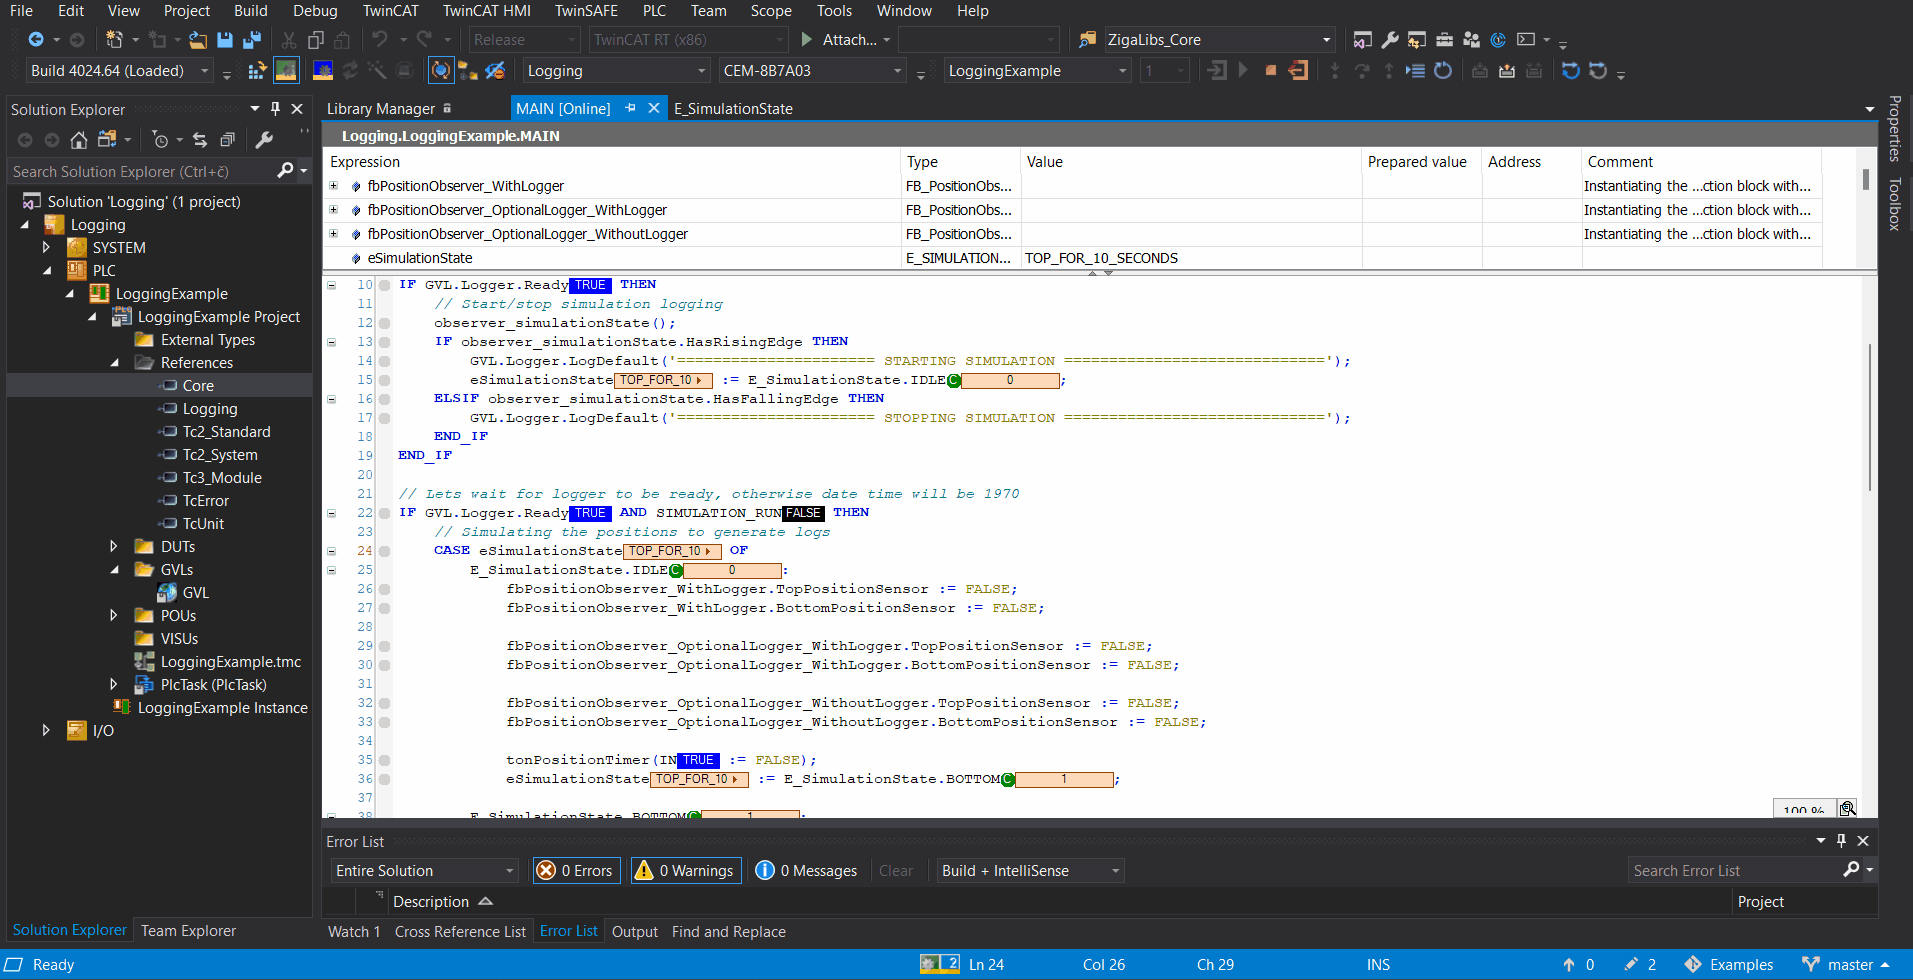 File Edit View Project Build Debug TwinCAT TwinCAT HMI TwinSAFE PLC Team Scope Tools Window Help
Release TwinCAT RT (x86) Attach... ZigaLibs_Core
Build 4024.64 (Loaded) Logging CEM-8B7A03 LoggingExample 1
Solution Explorer
Search Solution Explorer (Ctrl+č)
Solution 'Logging' (1 project)
Logging
SYSTEM
PLC
LoggingExample
LoggingExample Project
External Types
References
Core
Logging
Tc2_Standard
Tc2_System
Tc3_Module
TcError
TcUnit
DUTs
GVLs
GVL
POUs
VISUs
LoggingExample.tmc
PlcTask (PlcTask)
LoggingExample Instance
I/O
Solution Explorer Team Explorer
Library Manager MAIN [Online] E_SimulationState
Logging.LoggingExample.MAIN
Expression Type Value Prepared value Address Comment
fbPositionObserver_WithLogger FB_PositionObs... Instantiating the ...ction block with...
fbPositionObserver_OptionalLogger_WithLogger FB_PositionObs... Instantiating the ...ction block with...
fbPositionObserver_OptionalLogger_WithoutLogger FB_PositionObs... Instantiating the ...ction block with...
eSimulationState E_SIMULATION... TOP_FOR_10_SECONDS
10 IF GVL.Logger.Ready TRUE THEN
11 // Start/stop simulation logging
12 observer_simulationState();
13 IF observer_simulationState.HasRisingEdge THEN
14 GVL.Logger.LogDefault('====================== STARTING SIMULATION =============================');
15 eSimulationState TOP_FOR_10 := E_SimulationState.IDLE C 0 ;
16 ELSIF observer_simulationState.HasFallingEdge THEN
17 GVL.Logger.LogDefault('====================== STOPPING SIMULATION =============================');
18 END_IF
19 END_IF
20
21 // Lets wait for logger to be ready, otherwise date time will be 1970
22 IF GVL.Logger.Ready TRUE AND SIMULATION_RUN FALSE THEN
23 // Simulating the positions to generate logs
24 CASE eSimulationState TOP_FOR_10 OF
25 E_SimulationState.IDLE C 0 :
26 fbPositionObserver_WithLogger.TopPositionSensor := FALSE;
27 fbPositionObserver_WithLogger.BottomPositionSensor := FALSE;
28
29 fbPositionObserver_OptionalLogger_WithLogger.TopPositionSensor := FALSE;
30 fbPositionObserver_OptionalLogger_WithLogger.BottomPositionSensor := FALSE;
31
32 fbPositionObserver_OptionalLogger_WithoutLogger.TopPositionSensor := FALSE;
33 fbPositionObserver_OptionalLogger_WithoutLogger.BottomPositionSensor := FALSE;
34
35 tonPositionTimer(IN TRUE := FALSE);
36 eSimulationState TOP_FOR_10 := E_SimulationState.BOTTOM C 1 ;
37
38 E_SimulationState.BOTTOM C 1 :
100 %
Error List
Entire Solution 0 Errors 0 Warnings 0 Messages Clear Build + IntelliSense Search Error List
Description Project
Watch 1 Cross Reference List Error List Output Find and Replace
Properties
Toolbox
Ready 2 Ln 24 Col 26 Ch 29 INS 0 2 Examples master